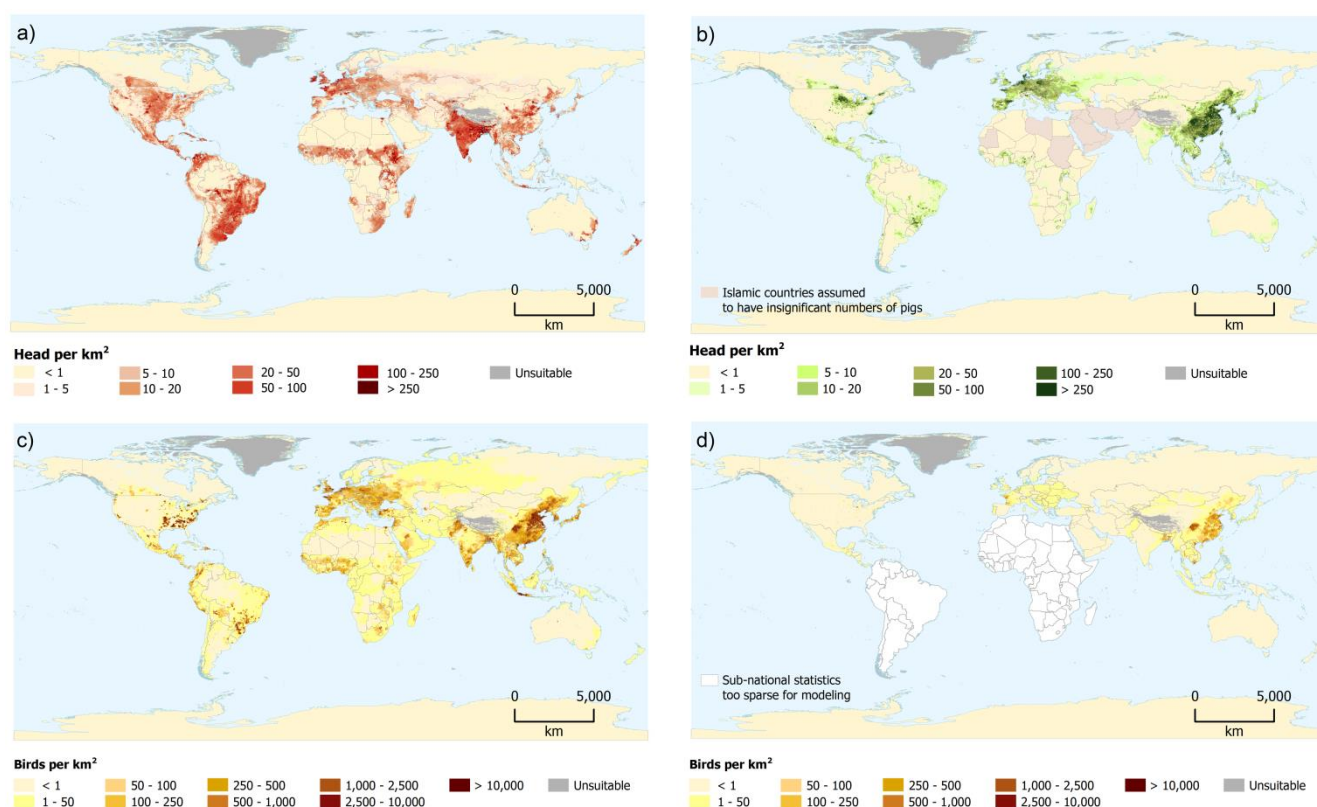 a)
0 5,000
km
Head per km²
< 1 5 - 10 20 - 50 100 - 250 Unsuitable
1 - 5 10 - 20 50 - 100 > 250
b)
Islamic countries assumed
to have insignificant numbers of pigs
0 5,000
km
Head per km²
< 1 5 - 10 20 - 50 100 - 250 Unsuitable
1 - 5 10 - 20 50 - 100 > 250
c)
0 5,000
km
Birds per km²
< 1 50 - 100 250 - 500 1,000 - 2,500 > 10,000 Unsuitable
1 - 50 100 - 250 500 - 1,000 2,500 - 10,000
d)
Sub-national statistics
too sparse for modeling
0 5,000
km
Birds per km²
< 1 50 - 100 250 - 500 1,000 - 2,500 > 10,000 Unsuitable
1 - 50 100 - 250 500 - 1,000 2,500 - 10,000